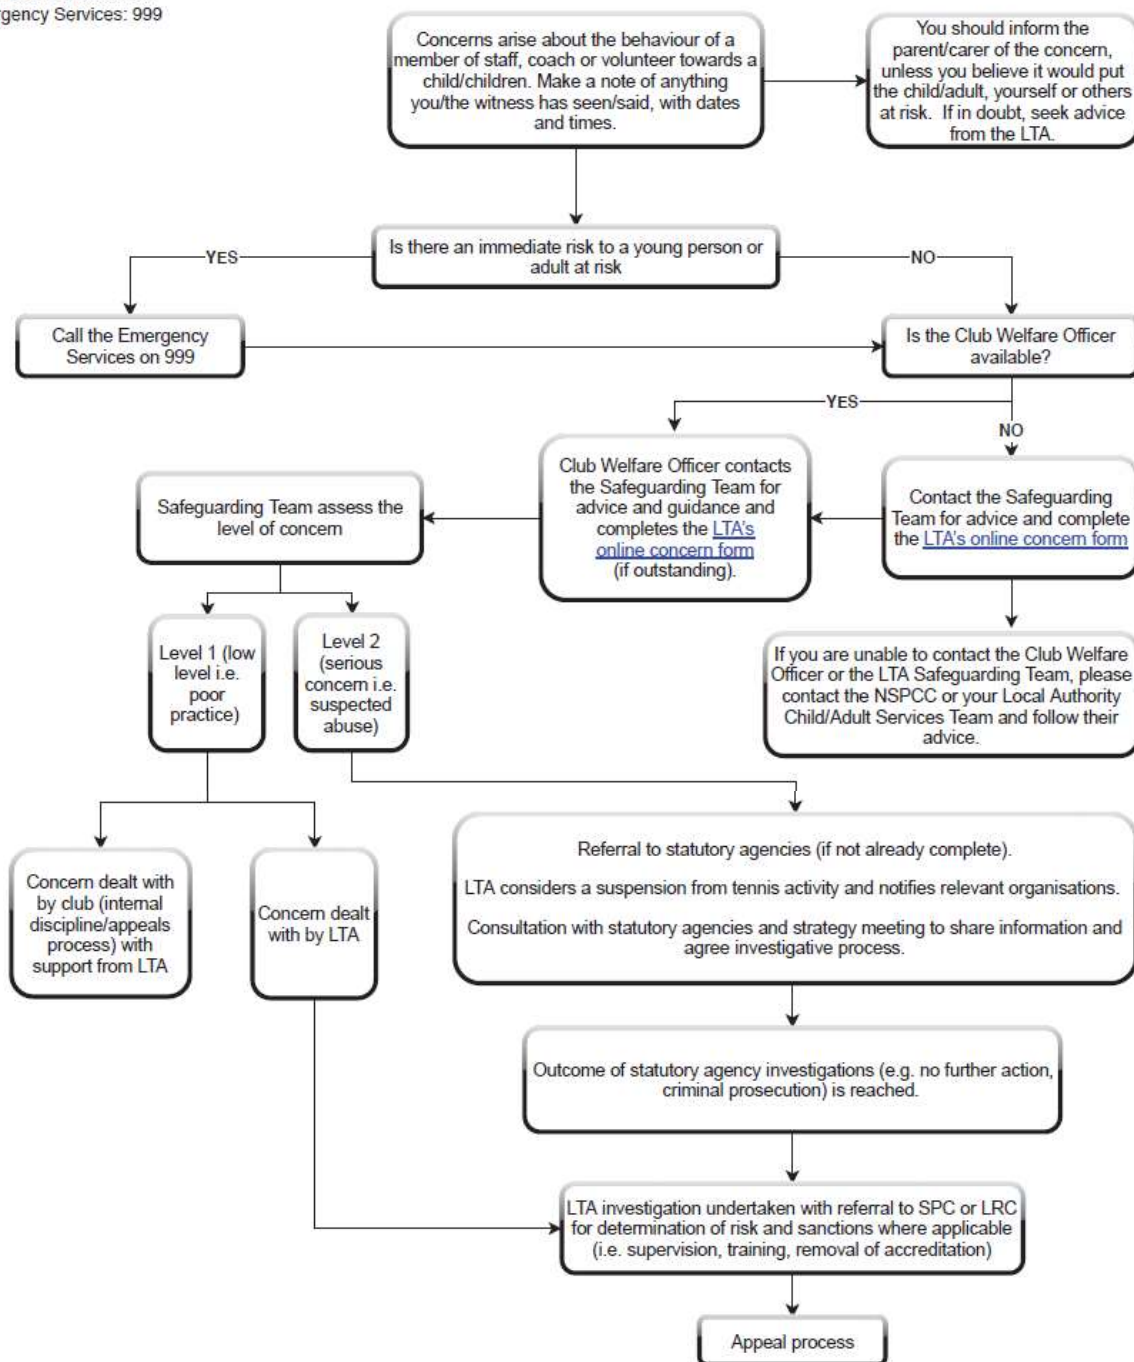 rgency Services: 999
Concerns arise about the behaviour of a
member of staff, coach or volunteer towards a
child/children. Make a note of anything
you/the witness has seen/said, with dates
and times.
You should inform the
parent/carer of the concern,
unless you believe it would put
the child/adult, yourself or others
at risk. If in doubt, seek advice
from the LTA.
Is there an immediate risk to a young person or
adult at risk
YES
NO
Call the Emergency
Services on 999
Is the Club Welfare Officer
available?
YES
NO
Club Welfare Officer contacts
the Safeguarding Team for
advice and guidance and
completes the LTA's
online concern form
(if outstanding).
Contact the Safeguarding
Team for advice and complete
the LTA's online concern form
Safeguarding Team assess the
level of concern
Level 1 (low
level i.e.
poor
practice)
Level 2
(serious
concern i.e.
suspected
abuse)
If you are unable to contact the Club Welfare
Officer or the LTA Safeguarding Team, please
contact the NSPCC or your Local Authority
Child/Adult Services Team and follow their
advice.
Concern dealt with
by club (internal
discipline/appeals
process) with
support from LTA
Concern dealt
with by LTA
Referral to statutory agencies (if not already complete).
LTA considers a suspension from tennis activity and notifies relevant organisations.
Consultation with statutory agencies and strategy meeting to share information and
agree investigative process.
Outcome of statutory agency investigations (e.g. no further action,
criminal prosecution) is reached.
LTA investigation undertaken with referral to SPC or LRC
for determination of risk and sanctions where applicable
(i.e. supervision, training, removal of accreditation)
Appeal process